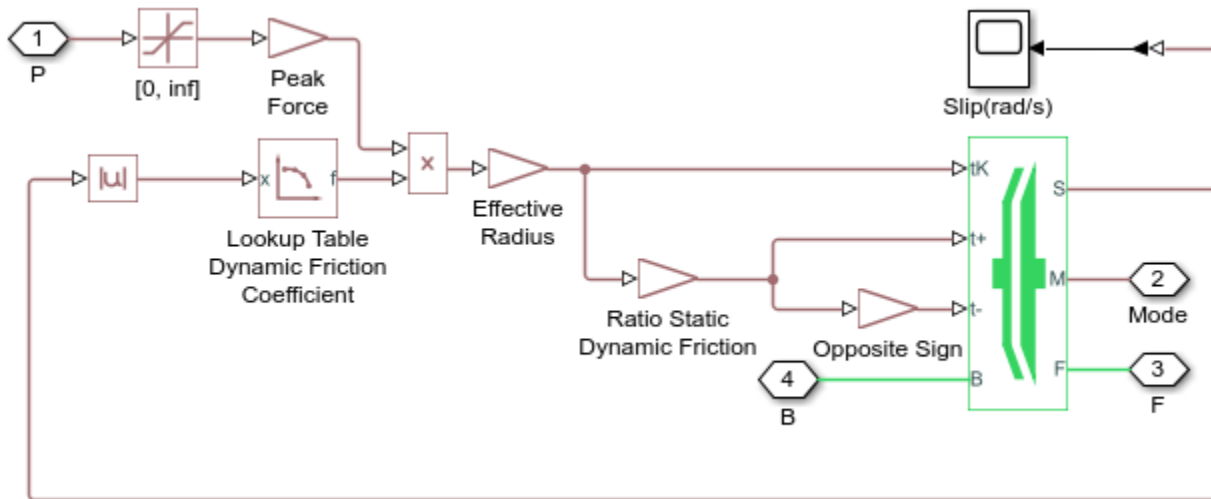 1
P
[0, inf]
Peak
Force
Slip(rad/s)
|u|
x
f
Lookup Table
Dynamic Friction
Coefficient
x
Effective
Radius
Ratio Static
Dynamic Friction
Opposite Sign
tK
t+
t-
B
S
M
F
2
Mode
3
F
4
B